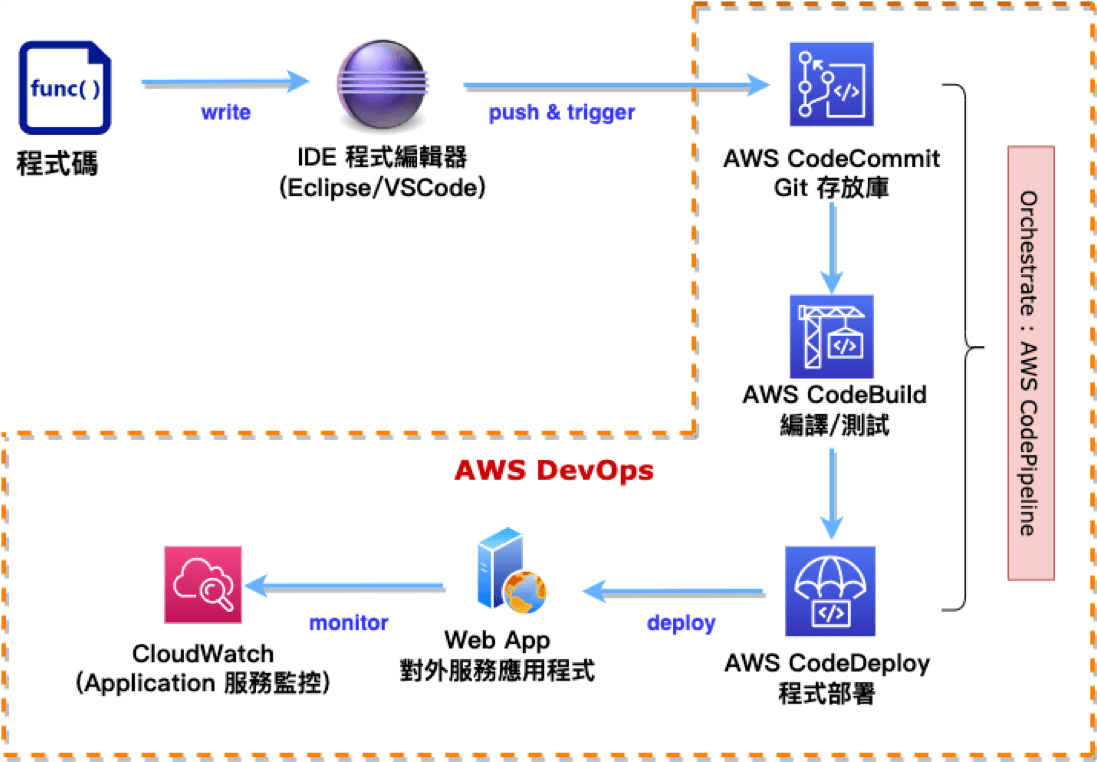 func( )
程式碼
write
IDE 程式編輯器
(Eclipse/VSCode)
push & trigger
AWS CodeCommit
Git 存放庫
AWS CodeBuild
編譯/測試
Orchestrate : AWS CodePipeline
AWS DevOps
AWS CodeDeploy
程式部署
deploy
Web App
對外服務應用程式
monitor
CloudWatch
(Application 服務監控)